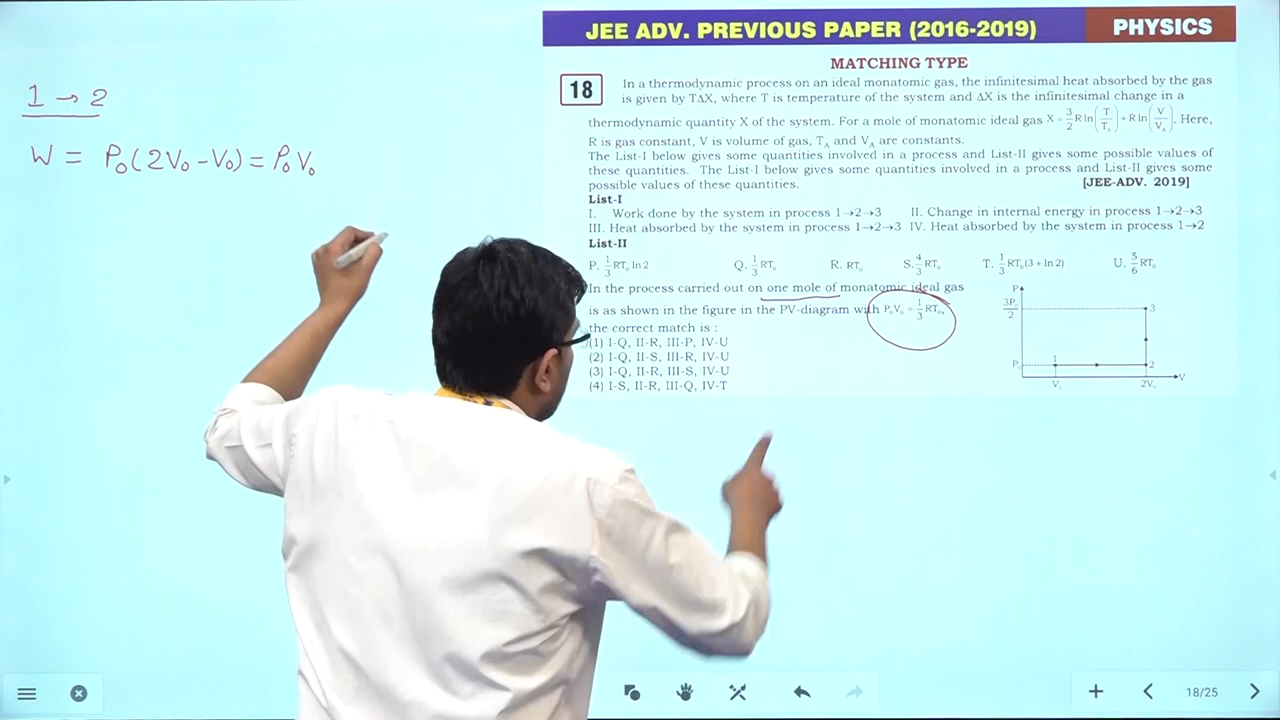 JEE ADV. PREVIOUS PAPER (2016-2019) PHYSICS
MATCHING TYPE
18 In a thermodynamic process on an ideal monatomic gas, the infinitesimal heat absorbed by the gas
is given by TΔX, where T is temperature of the system and ΔX is the infinitesimal change in a
thermodynamic quantity X of the system. For a mole of monatomic ideal gas X = 3/2 R ln(T/T_A) + R ln(V/V_A). Here,
R is gas constant, V is volume of gas, T_A and V_A are constants.
The List-I below gives some quantities involved in a process and List-II gives some possible values of
these quantities. The List-I below gives some quantities involved in a process and List-II gives some
possible values of these quantities. [JEE-ADV. 2019]
List-I
I. Work done by the system in process 1→2→3 II. Change in internal energy in process 1→2→3
III. Heat absorbed by the system in process 1→2→3 IV. Heat absorbed by the system in process 1→2
List-II
P. 1/3 RT₀ ln 2 Q. 1/3 RT₀ R. RT₀ S. 4/3 RT₀ T. 1/3 RT₀(3 + ln2) U. 5/6 RT₀
In the process carried out on one mole of monatomic ideal gas
is as shown in the figure in the PV-diagram with P₀V₀ = 1/3 RT₀,
the correct match is :
(1) I-Q, II-R, III-P, IV-U
(2) I-Q, II-S, III-R, IV-U
(3) I-Q, II-R, III-S, IV-U
(4) I-S, II-R, III-Q, IV-T
P
3P₀/2 3
P₀ 1 2
V₀ 2V₀ V
1 → 2
W = P₀(2V₀-V₀) = P₀V₀
18/25